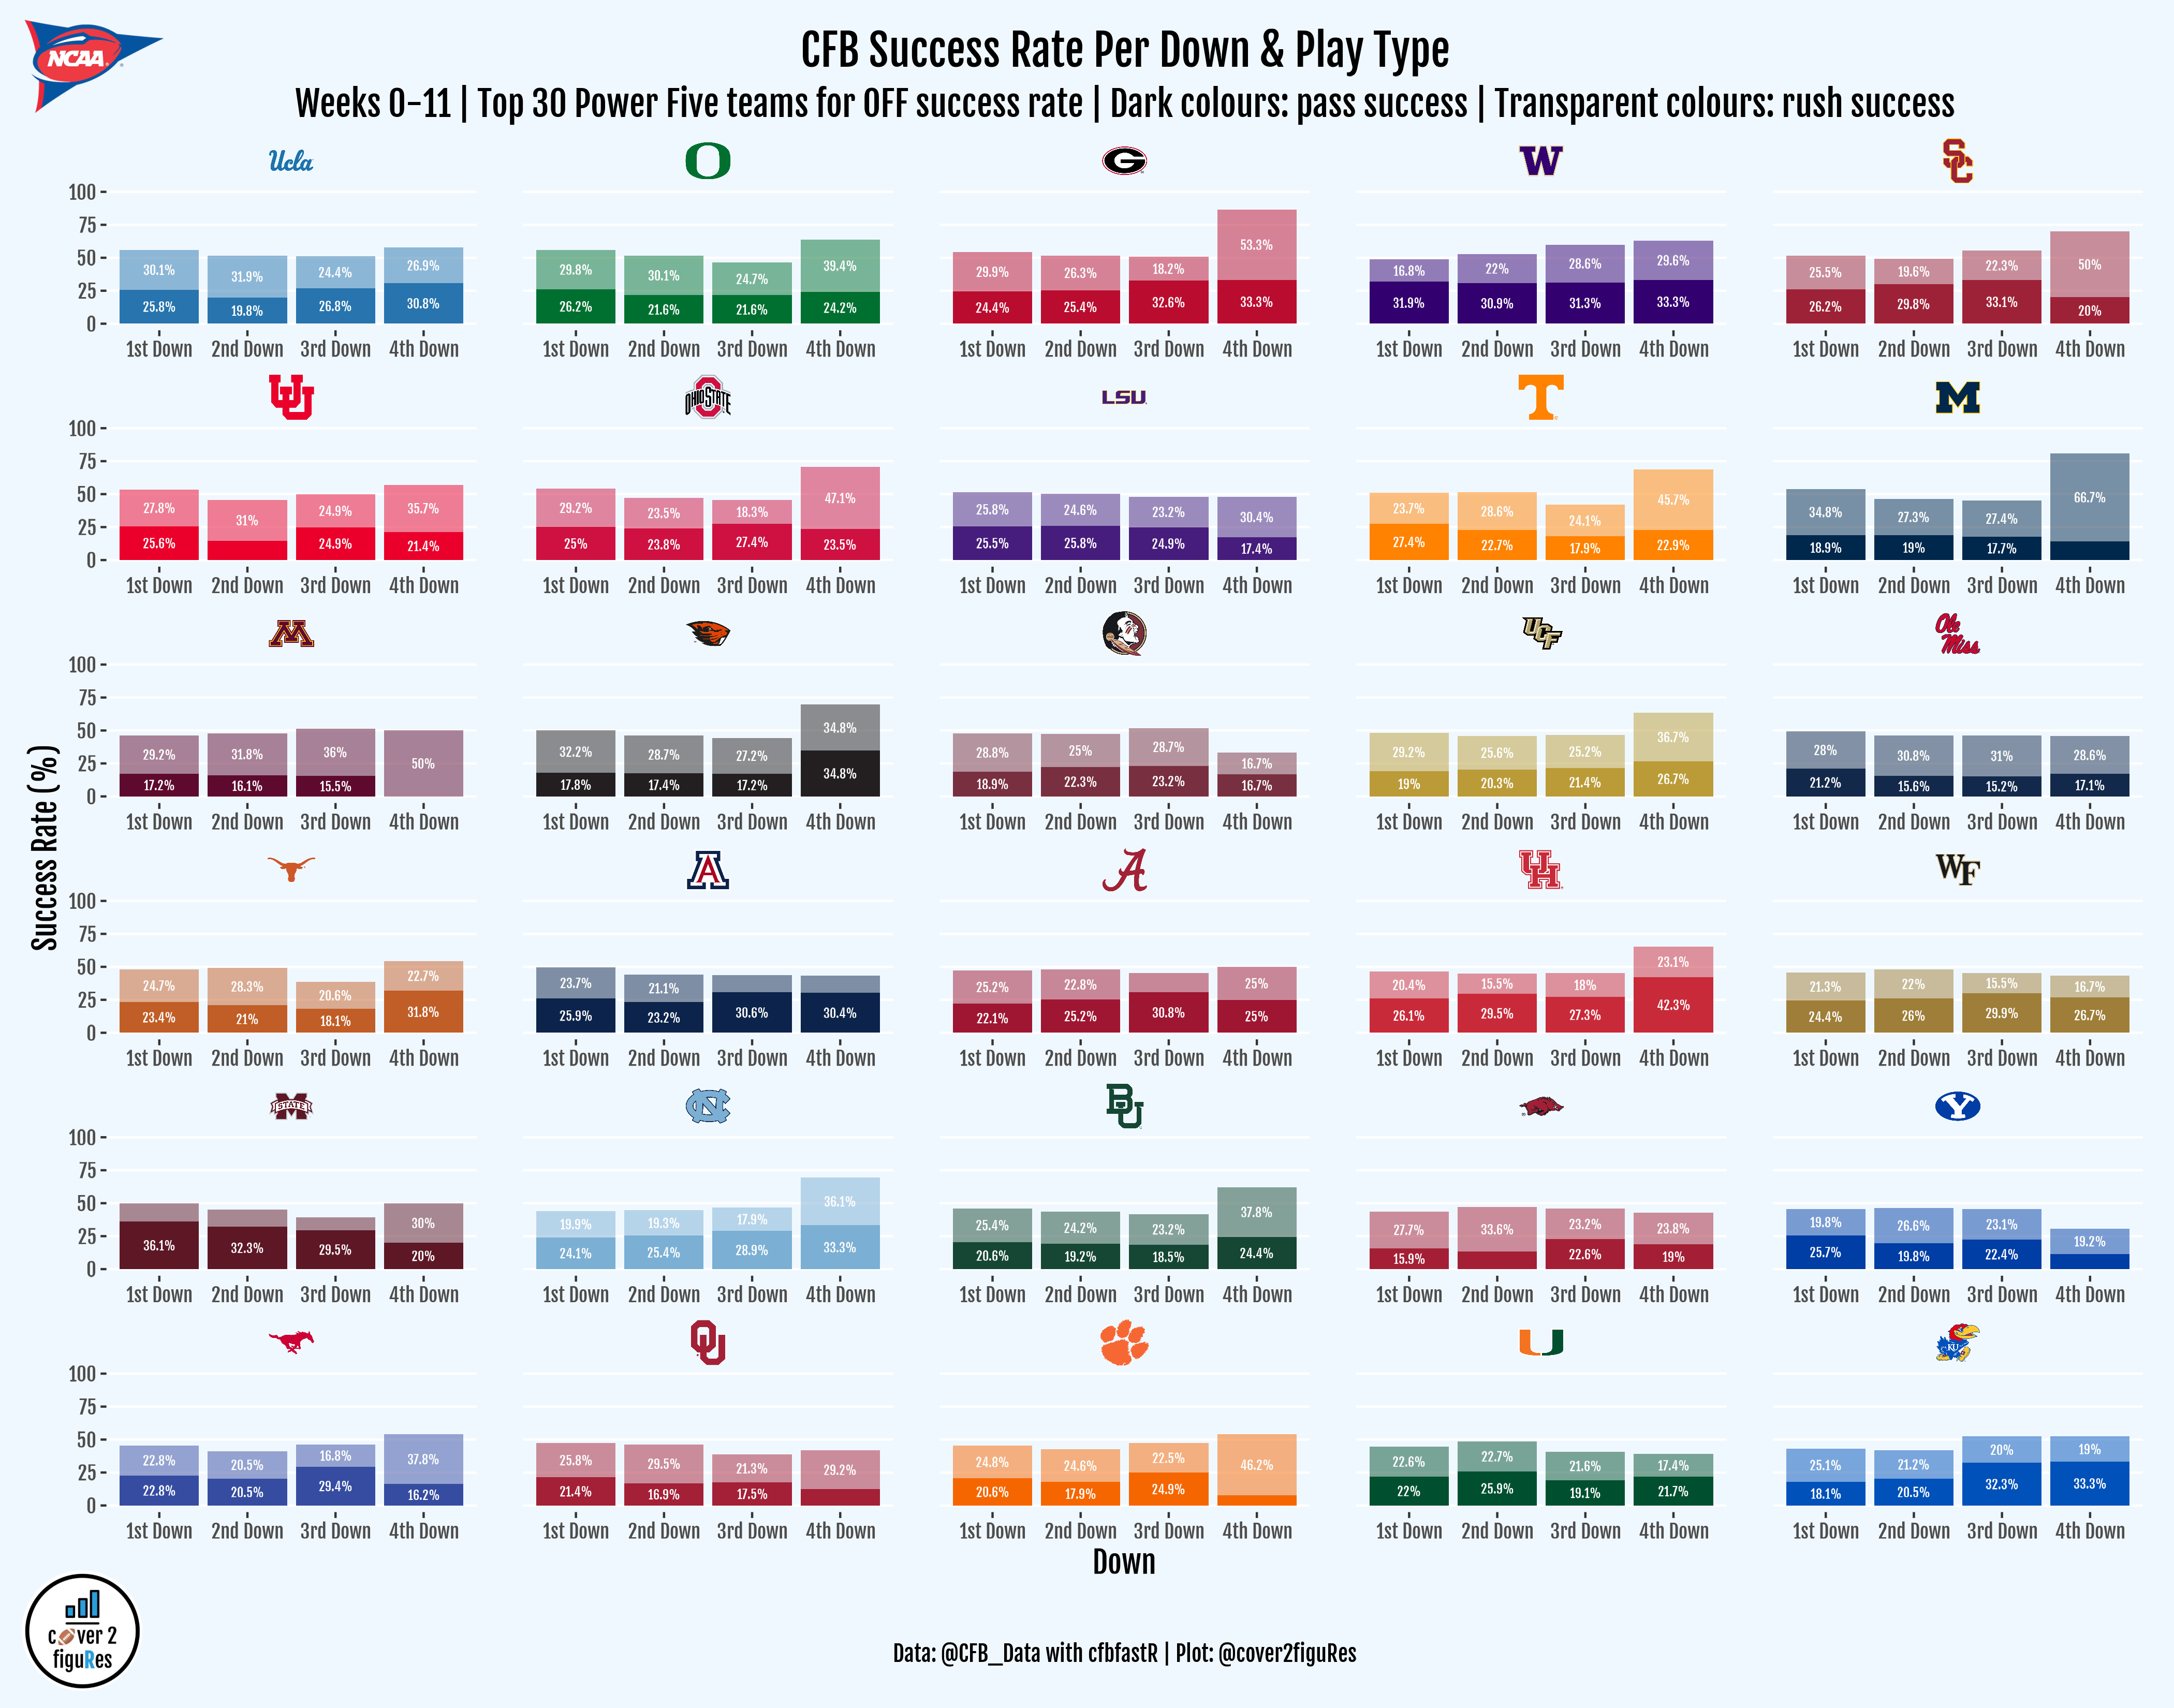 NCAA
CFB Success Rate Per Down & Play Type
Weeks 0-11 | Top 30 Power Five teams for OFF success rate | Dark colours: pass success | Transparent colours: rush success
Ucla O G W SC
100
75
50
25
0
30.1% 31.9% 24.4% 26.9% 29.8% 30.1% 24.7% 39.4% 29.9% 26.3% 18.2% 53.3% 16.8% 22% 28.6% 29.6% 25.5% 19.6% 22.3% 50%
25.8% 19.8% 26.8% 30.8% 26.2% 21.6% 21.6% 24.2% 24.4% 25.4% 32.6% 33.3% 31.9% 30.9% 31.3% 33.3% 26.2% 29.8% 33.1% 20%
1st Down 2nd Down 3rd Down 4th Down 1st Down 2nd Down 3rd Down 4th Down 1st Down 2nd Down 3rd Down 4th Down 1st Down 2nd Down 3rd Down 4th Down 1st Down 2nd Down 3rd Down 4th Down
U OHIO STATE LSU T M
100
75
50
25
0
27.8% 31% 24.9% 35.7% 29.2% 23.5% 18.3% 47.1% 25.8% 24.6% 23.2% 30.4% 23.7% 28.6% 24.1% 45.7% 34.8% 27.3% 27.4% 66.7%
25.6% 24.9% 21.4% 25% 23.8% 27.4% 23.5% 25.5% 25.8% 24.9% 17.4% 27.4% 22.7% 17.9% 22.9% 18.9% 19% 17.7%
1st Down 2nd Down 3rd Down 4th Down 1st Down 2nd Down 3rd Down 4th Down 1st Down 2nd Down 3rd Down 4th Down 1st Down 2nd Down 3rd Down 4th Down 1st Down 2nd Down 3rd Down 4th Down
M UCF Ole Miss
100
75
50
25
0
29.2% 31.8% 36% 50% 32.2% 28.7% 27.2% 34.8% 28.8% 25% 28.7% 16.7% 29.2% 25.6% 25.2% 36.7% 28% 30.8% 31% 28.6%
17.2% 16.1% 15.5% 17.8% 17.4% 17.2% 34.8% 18.9% 22.3% 23.2% 16.7% 19% 20.3% 21.4% 26.7% 21.2% 15.6% 15.2% 17.1%
1st Down 2nd Down 3rd Down 4th Down 1st Down 2nd Down 3rd Down 4th Down 1st Down 2nd Down 3rd Down 4th Down 1st Down 2nd Down 3rd Down 4th Down 1st Down 2nd Down 3rd Down 4th Down
A A UH WF
100
75
50
25
0
24.7% 28.3% 20.6% 22.7% 23.7% 21.1% 25.2% 22.8% 25% 20.4% 15.5% 18% 23.1% 21.3% 22% 15.5% 16.7%
23.4% 21% 18.1% 31.8% 25.9% 23.2% 30.6% 30.4% 22.1% 25.2% 30.8% 25% 26.1% 29.5% 27.3% 42.3% 24.4% 26% 29.9% 26.7%
1st Down 2nd Down 3rd Down 4th Down 1st Down 2nd Down 3rd Down 4th Down 1st Down 2nd Down 3rd Down 4th Down 1st Down 2nd Down 3rd Down 4th Down 1st Down 2nd Down 3rd Down 4th Down
M STATE NC BU Y
100
75
50
25
0
30% 19.9% 19.3% 17.9% 36.1% 25.4% 24.2% 23.2% 37.8% 27.7% 33.6% 23.2% 23.8% 19.8% 26.6% 23.1% 19.2%
36.1% 32.3% 29.5% 20% 24.1% 25.4% 28.9% 33.3% 20.6% 19.2% 18.5% 24.4% 15.9% 22.6% 19% 25.7% 19.8% 22.4%
1st Down 2nd Down 3rd Down 4th Down 1st Down 2nd Down 3rd Down 4th Down 1st Down 2nd Down 3rd Down 4th Down 1st Down 2nd Down 3rd Down 4th Down 1st Down 2nd Down 3rd Down 4th Down
OU U KU
100
75
50
25
0
22.8% 20.5% 16.8% 37.8% 25.8% 29.5% 21.3% 29.2% 24.8% 24.6% 22.5% 46.2% 22.6% 22.7% 21.6% 17.4% 25.1% 21.2% 20% 19%
22.8% 20.5% 29.4% 16.2% 21.4% 16.9% 17.5% 20.6% 17.9% 24.9% 22% 25.9% 19.1% 21.7% 18.1% 20.5% 32.3% 33.3%
1st Down 2nd Down 3rd Down 4th Down 1st Down 2nd Down 3rd Down 4th Down 1st Down 2nd Down 3rd Down 4th Down 1st Down 2nd Down 3rd Down 4th Down 1st Down 2nd Down 3rd Down 4th Down
Success Rate (%)
Down
cover 2
figuRes
Data: @CFB_Data with cfbfastR | Plot: @cover2figuRes